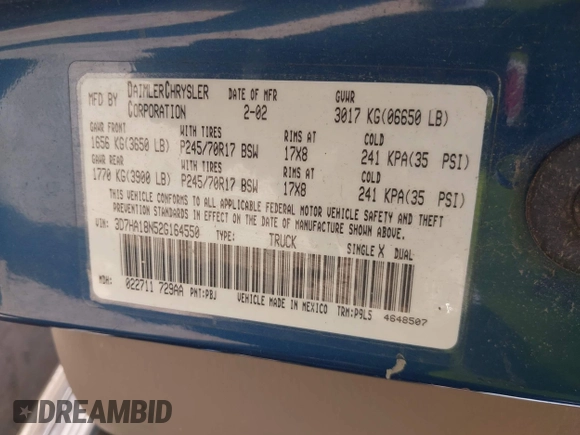 MFD BY DAIMLERCHRYSLER CORPORATION DATE OF MFR 2-02 GVWR 3017 KG(06650 LB)
GAWR FRONT WITH TIRES RIMS AT COLD
1656 KG(3650 LB) P245/70R17 BSW 17X8 241 KPA(35 PSI)
GAWR REAR WITH TIRES RIMS AT COLD
1770 KG(3900 LB) P245/70R17 BSW 17X8 241 KPA(35 PSI)
THIS VEHICLE CONFORMS TO ALL APPLICABLE FEDERAL MOTOR VEHICLE SAFETY AND THEFT
PREVENTION STANDARDS IN EFFECT ON THE DATE OF MANUFACTURE SHOWN ABOVE.
VIN: 3D7HA18N52G164550 TYPE: TRUCK SINGLE X DUAL
MDH: 022711 729AA PNT:PBJ VEHICLE MADE IN MEXICO TRM:P9L5 4648507
DREAMBID